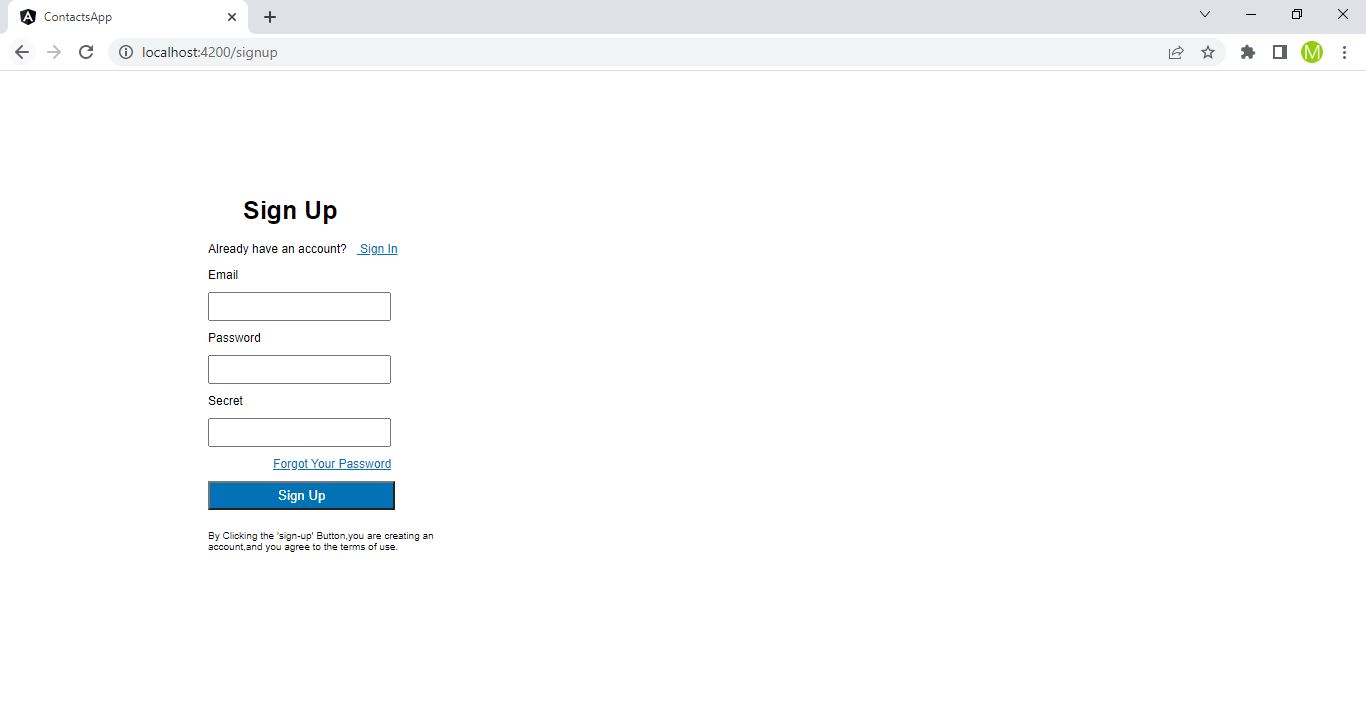 ContactsApp
localhost:4200/signup
M
Sign Up
Already have an account? Sign In
Email
Password
Secret
Forgot Your Password
Sign Up
By Clicking the 'sign-up' Button,you are creating an
account,and you agree to the terms of use.